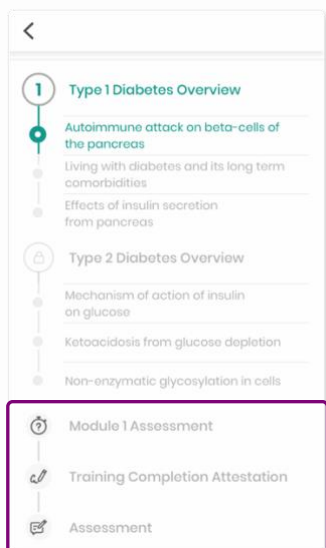 1 Type 1 Diabetes Overview
Autoimmune attack on beta-cells of
the pancreas
Living with diabetes and its long term
comorbidities
Effects of insulin secretion
from pancreas
Type 2 Diabetes Overview
Mechanism of action of insulin
on glucose
Ketoacidosis from glucose depletion
Non-enzymatic glycosylation in cells
Module 1 Assessment
Training Completion Attestation
Assessment